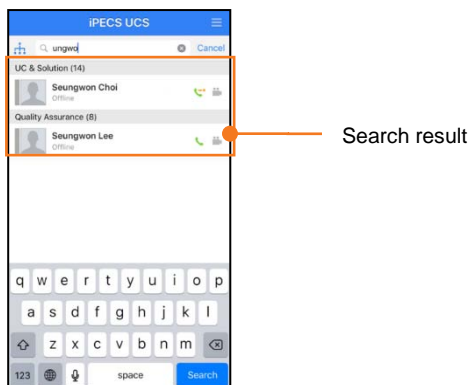 iPECS UCS
ungwo Cancel
UC & Solution (14)
Seungwon Choi
Offline
Quality Assurance (8)
Seungwon Lee
Offline
Search result
q w e r t y u i o p
a s d f g h j k l
z x c v b n m
123 space Search